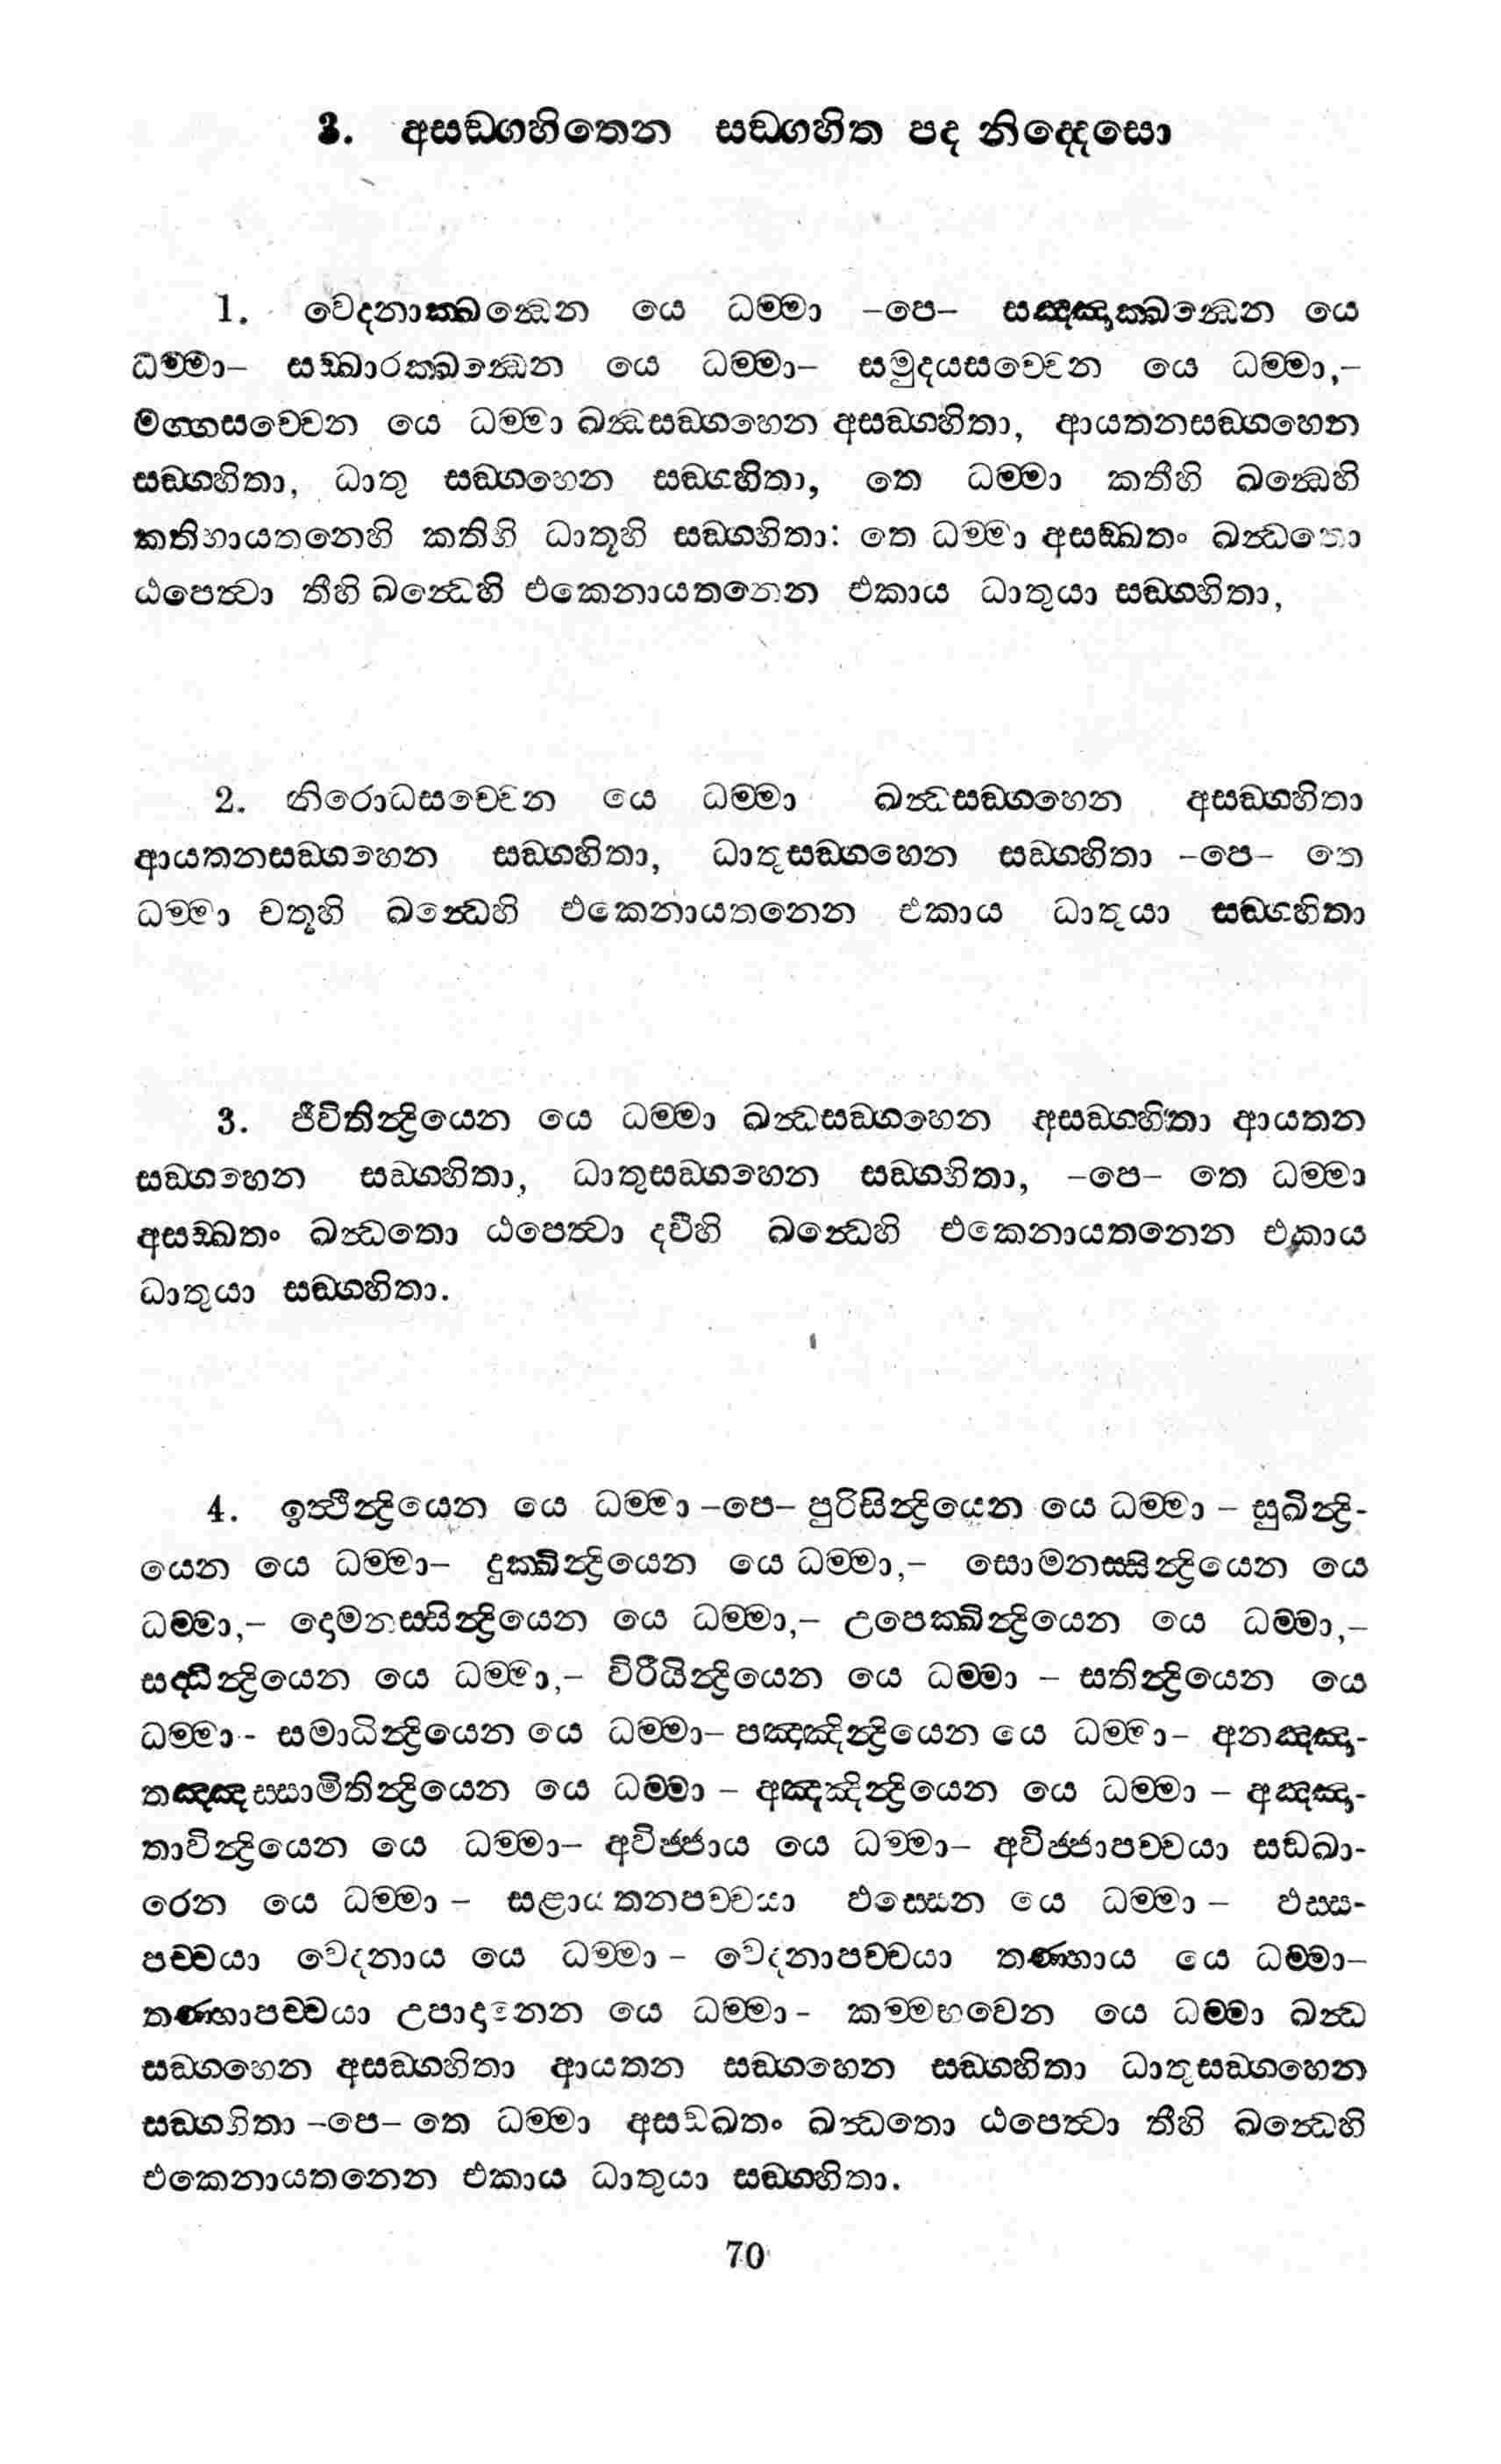 3. අසඞ්ගහිතෙන සඞ්ගහිත පද නිද්දෙසො
1. වෙදනාක්ඛන්ධෙන යෙ ධම්මා -පෙ- සඤ්ඤාක්ඛන්ධෙන යෙ
ධම්මා- සඞ්ඛාරක්ඛන්ධෙන යෙ ධම්මා- සමුදයසච්චෙන යෙ ධම්මා,-
මග්ගසච්චෙන යෙ ධම්මා ඛන්ධසඞ්ගහෙන අසඞ්ගහිතා, ආයතනසඞ්ගහෙන
සඞ්ගහිතා, ධාතු සඞ්ගහෙන සඞ්ගහිතා, තෙ ධම්මා කතීහි ඛන්ධෙහි
කතිහායතනෙහි කතිහි ධාතූහි සඞ්ගහිතා: තෙ ධම්මා අසඞ්ඛතං ඛන්ධතො
ඨපෙත්වා තීහි ඛන්ධෙහි එකෙනායතනෙන එකාය ධාතුයා සඞ්ගහිතා,
2. නිරොධසච්චෙන යෙ ධම්මා ඛන්ධසඞ්ගහෙන අසඞ්ගහිතා
ආයතනසඞ්ගහෙන සඞ්ගහිතා, ධාතුසඞ්ගහෙන සඞ්ගහිතා -පෙ- තෙ
ධම්මා චතූහි ඛන්ධෙහි එකෙනායතනෙන එකාය ධාතුයා සඞ්ගහිතා
3. ජීවිතින්ද්‍රියෙන යෙ ධම්මා ඛන්ධසඞ්ගහෙන අසඞ්ගහිතා ආයතන
සඞ්ගහෙන සඞ්ගහිතා, ධාතුසඞ්ගහෙන සඞ්ගහිතා, -පෙ- තෙ ධම්මා
අසඞ්ඛතං ඛන්ධතො ඨපෙත්වා ද්වීහි ඛන්ධෙහි එකෙනායතනෙන එකාය
ධාතුයා සඞ්ගහිතා.
4. ඉත්ථින්ද්‍රියෙන යෙ ධම්මා -පෙ- පුරිසින්ද්‍රියෙන යෙ ධම්මා - සුඛින්ද්‍රි-
යෙන යෙ ධම්මා- දුක්ඛින්ද්‍රියෙන යෙ ධම්මා,- සොමනස්සින්ද්‍රියෙන යෙ
ධම්මා,- දොමනස්සින්ද්‍රියෙන යෙ ධම්මා,- උපෙක්ඛින්ද්‍රියෙන යෙ ධම්මා,-
සද්ධින්ද්‍රියෙන යෙ ධම්මා,- විරියින්ද්‍රියෙන යෙ ධම්මා - සතින්ද්‍රියෙන යෙ
ධම්මා- සමාධින්ද්‍රියෙන යෙ ධම්මා- පඤ්ඤින්ද්‍රියෙන යෙ ධම්මා- අනඤ්ඤා-
තඤ්ඤස්සාමිතින්ද්‍රියෙන යෙ ධම්මා - අඤ්ඤින්ද්‍රියෙන යෙ ධම්මා - අඤ්ඤා-
තාවින්ද්‍රියෙන යෙ ධම්මා- අවිජ්ජාය යෙ ධම්මා- අවිජ්ජාපච්චයා සඞ්ඛා-
රෙන යෙ ධම්මා - සළායතනපච්චයා ඵස්සෙන යෙ ධම්මා - ඵස්ස-
පච්චයා වෙදනාය යෙ ධම්මා - වෙදනාපච්චයා තණ්හාය යෙ ධම්මා-
තණ්හාපච්චයා උපාදානෙන යෙ ධම්මා - කම්මභවෙන යෙ ධම්මා ඛන්ධ
සඞ්ගහෙන අසඞ්ගහිතා ආයතන සඞ්ගහෙන සඞ්ගහිතා ධාතුසඞ්ගහෙන
සඞ්ගහිතා -පෙ- තෙ ධම්මා අසඞ්ඛතං ඛන්ධතො ඨපෙත්වා තීහි ඛන්ධෙහි
එකෙනායතනෙන එකාය ධාතුයා සඞ්ගහිතා.
70